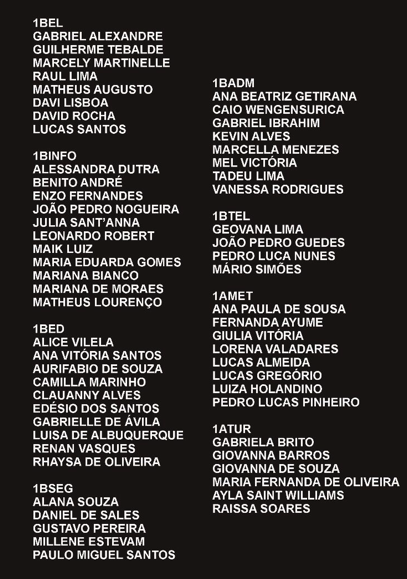 1BEL
GABRIEL ALEXANDRE
GUILHERME TEBALDE
MARCELY MARTINELLE
RAUL LIMA
MATHEUS AUGUSTO
DAVI LISBOA
DAVID ROCHA
LUCAS SANTOS
1BINFO
ALESSANDRA DUTRA
BENITO ANDRÉ
ENZO FERNANDES
JOÃO PEDRO NOGUEIRA
JULIA SANT'ANNA
LEONARDO ROBERT
MAIK LUIZ
MARIA EDUARDA GOMES
MARIANA BIANCO
MARIANA DE MORAES
MATHEUS LOURENÇO
1BED
ALICE VILELA
ANA VITÓRIA SANTOS
AURIFABIO DE SOUZA
CAMILLA MARINHO
CLAUANNY ALVES
EDÉSIO DOS SANTOS
GABRIELLE DE ÁVILA
LUISA DE ALBUQUERQUE
RENAN VASQUES
RHAYSA DE OLIVEIRA
1BSEG
ALANA SOUZA
DANIEL DE SALES
GUSTAVO PEREIRA
MILLENE ESTEVAM
PAULO MIGUEL SANTOS
1BADM
ANA BEATRIZ GETIRANA
CAIO WENGENSURICA
GABRIEL IBRAHIM
KEVIN ALVES
MARCELLA MENEZES
MEL VICTÓRIA
TADEU LIMA
VANESSA RODRIGUES
1BTEL
GEOVANA LIMA
JOÃO PEDRO GUEDES
PEDRO LUCA NUNES
MÁRIO SIMÕES
1AMET
ANA PAULA DE SOUSA
FERNANDA AYUME
GIULIA VITÓRIA
LORENA VALADARES
LUCAS ALMEIDA
LUCAS GREGÓRIO
LUIZA HOLANDINO
PEDRO LUCAS PINHEIRO
1ATUR
GABRIELA BRITO
GIOVANNA BARROS
GIOVANNA DE SOUZA
MARIA FERNANDA DE OLIVEIRA
AYLA SAINT WILLIAMS
RAISSA SOARES